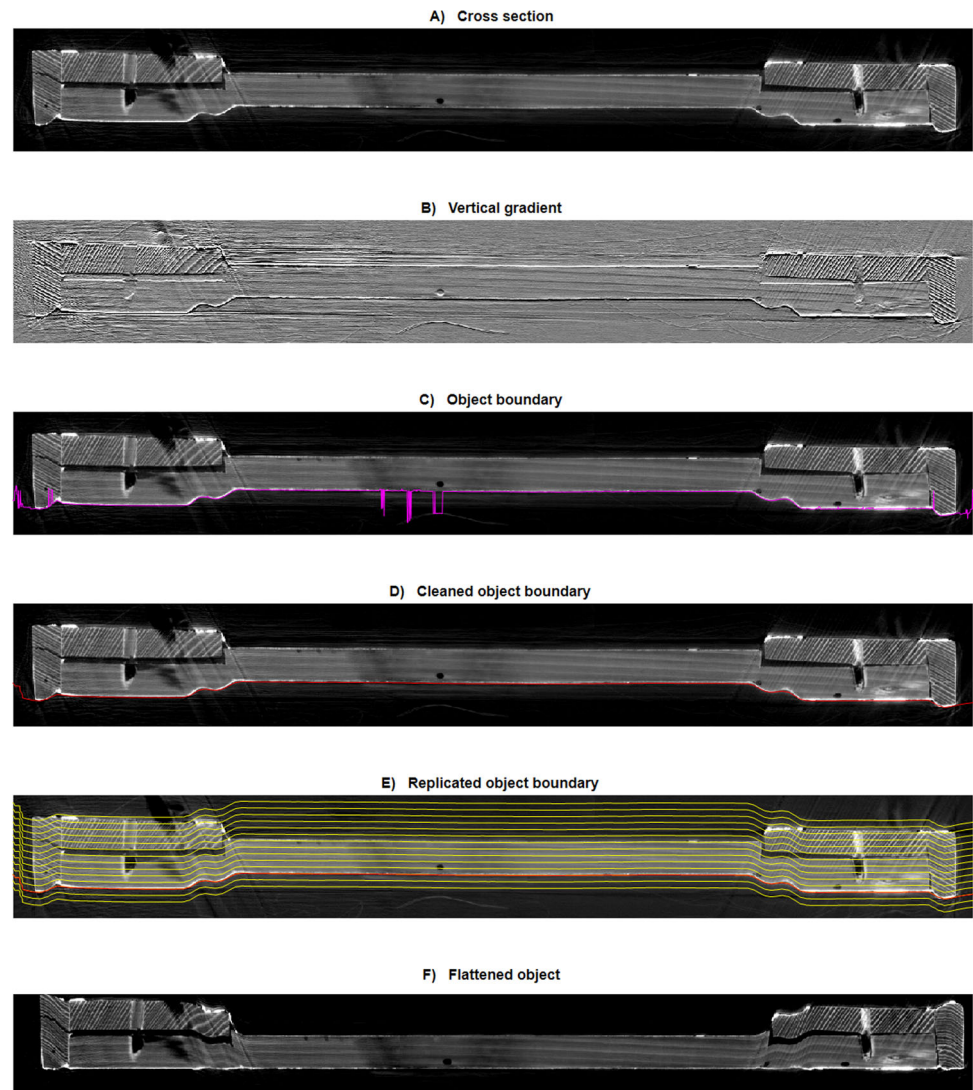 A) Cross section
B) Vertical gradient
C) Object boundary
D) Cleaned object boundary
E) Replicated object boundary
F) Flattened object